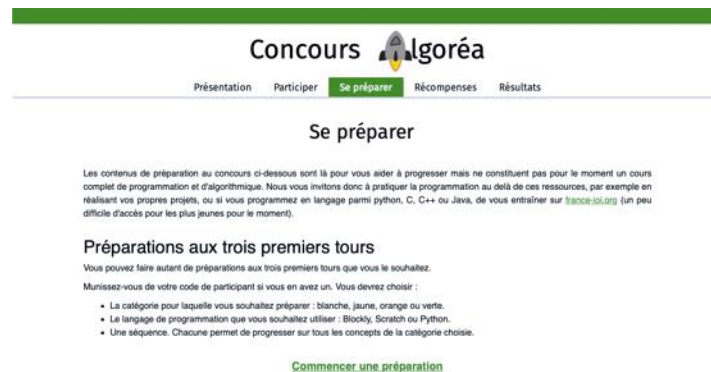 Concours Algoréa
Présentation Participer Se préparer Récompenses Résultats
Se préparer
Les contenus de préparation au concours ci-dessous sont là pour vous aider à progresser mais ne constituent pas pour le moment un cours
complet de programmation et d'algorithmique. Nous vous invitons donc à pratiquer la programmation au delà de ces ressources, par exemple en
réalisant vos propres projets, ou si vous programmez en langage parmi python, C, C++ ou Java, de vous entraîner sur france-ioi.org (un peu
difficile d'accès pour les plus jeunes pour le moment).
Préparations aux trois premiers tours
Vous pouvez faire autant de préparations aux trois premiers tours que vous le souhaitez.
Munissez-vous de votre code de participant si vous en avez un. Vous devrez choisir :
• La catégorie pour laquelle vous souhaitez préparer : blanche, jaune, orange ou verte.
• Le langage de programmation que vous souhaitez utiliser : Blockly, Scratch ou Python.
• Une séquence. Chacune permet de progresser sur tous les concepts de la catégorie choisie.
Commencer une préparation